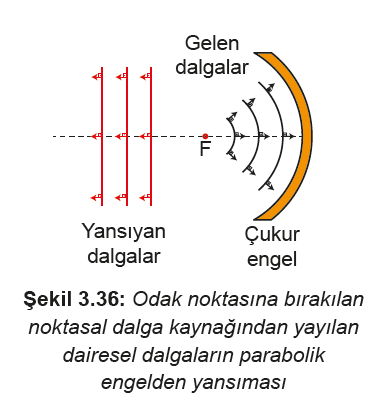 Gelen
dalgalar
F
Yansıyan
dalgalar
Çukur
engel
Şekil 3.36: Odak noktasına bırakılan
noktasal dalga kaynağından yayılan
dairesel dalgaların parabolik
engelden yansıması